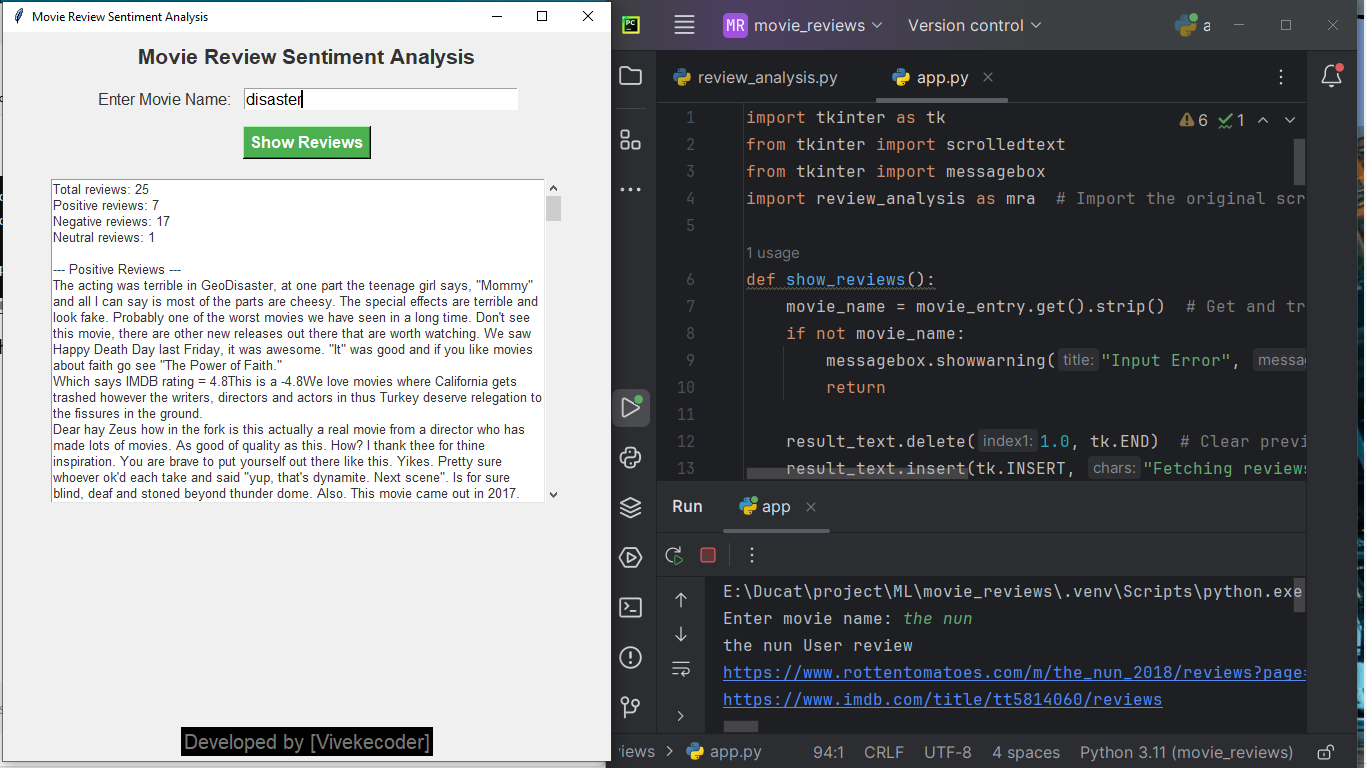 Movie Review Sentiment Analysis
Movie Review Sentiment Analysis
Enter Movie Name: disaster
Show Reviews
Total reviews: 25
Positive reviews: 7
Negative reviews: 17
Neutral reviews: 1
--- Positive Reviews ---
The acting was terrible in GeoDisaster, at one part the teenage girl says, "Mommy"
and all I can say is most of the parts are cheesy. The special effects are terrible and
look fake. Probably one of the worst movies we have seen in a long time. Don't see
this movie, there are other new releases out there that are worth watching. We saw
Happy Death Day last Friday, it was awesome. "It" was good and if you like movies
about faith go see "The Power of Faith."
Which says IMDB rating = 4.8This is a -4.8We love movies where California gets
trashed however the writers, directors and actors in thus Turkey deserve relegation to
the fissures in the ground.
Dear hay Zeus how in the fork is this actually a real movie from a director who has
made lots of movies. As good of quality as this. How? I thank thee for thine
inspiration. You are brave to put yourself out there like this. Yikes. Pretty sure
whoever ok'd each take and said "yup, that's dynamite. Next scene". Is for sure
blind, deaf and stoned beyond thunder dome. Also. This movie came out in 2017.
Developed by [Vivekecoder]
PC
MR movie_reviews Version control a
review_analysis.py app.py
6 1
1 import tkinter as tk
2 from tkinter import scrolledtext
3 from tkinter import messagebox
4 import review_analysis as mra # Import the original scr
5
1 usage
6 def show_reviews():
7 movie_name = movie_entry.get().strip() # Get and tr
8 if not movie_name:
9 messagebox.showwarning( title: "Input Error", messa
10 return
11
12 result_text.delete( index1: 1.0, tk.END) # Clear previ
13 result_text.insert(tk.INSERT, chars: "Fetching reviews
Run app
E:\Ducat\project\ML\movie_reviews\.venv\Scripts\python.exe
Enter movie name: the nun
the nun User review
https://www.rottentomatoes.com/m/the_nun_2018/reviews?page=
https://www.imdb.com/title/tt5814060/reviews
iews > app.py 94:1 CRLF UTF-8 4 spaces Python 3.11 (movie_reviews)